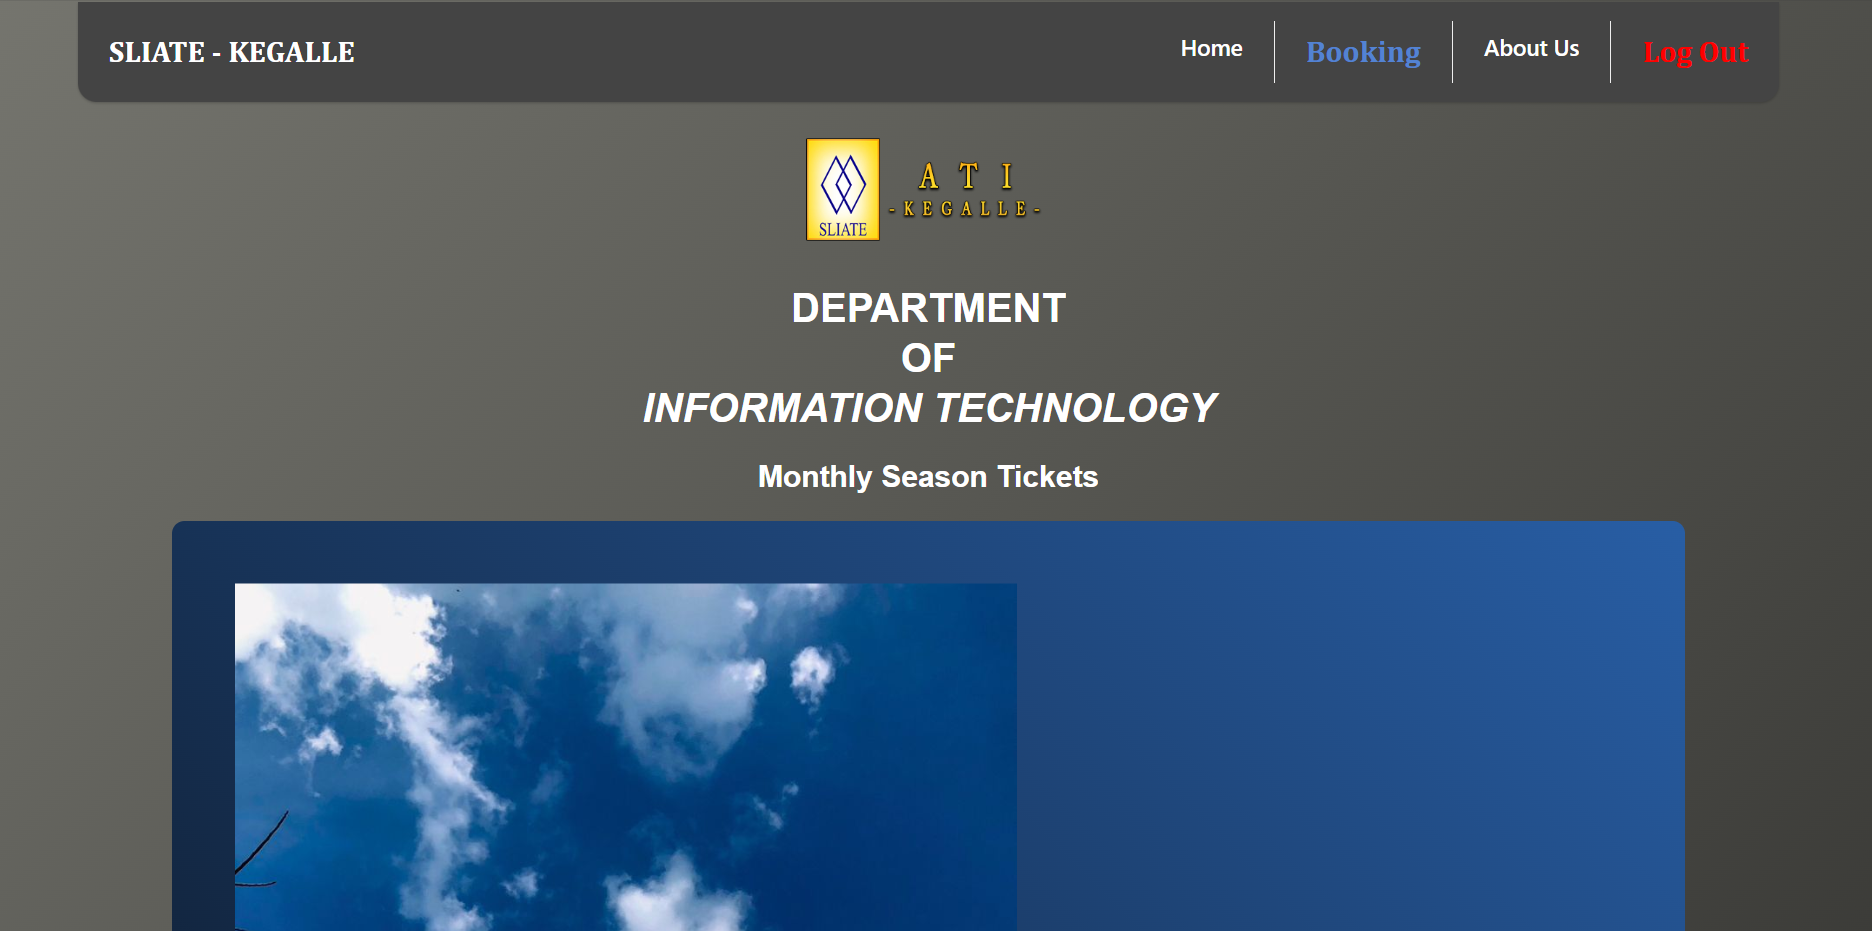 SLIATE - KEGALLE
Home
Booking
About Us
Log Out
SLIATE
A T I
- K E G A L L E -
DEPARTMENT
OF
INFORMATION TECHNOLOGY
Monthly Season Tickets